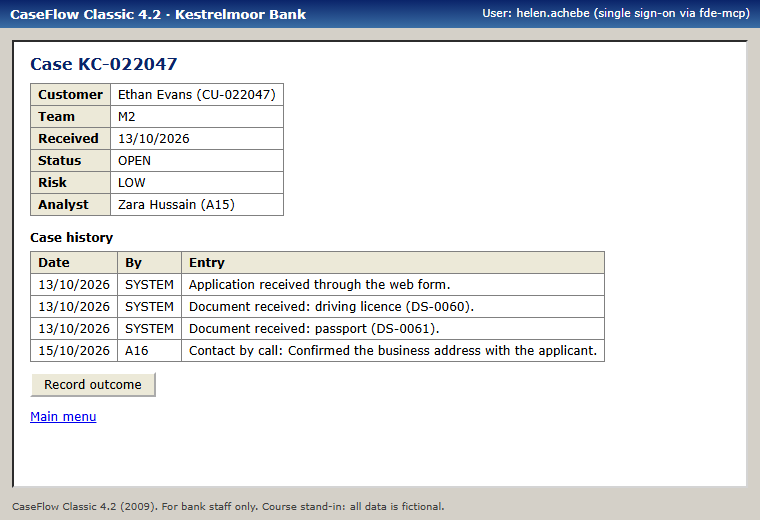 CaseFlow Classic 4.2 · Kestrelmoor Bank
User: helen.achebe (single sign-on via fde-mcp)
Case KC-022047
Customer Ethan Evans (CU-022047)
Team M2
Received 13/10/2026
Status OPEN
Risk LOW
Analyst Zara Hussain (A15)
Case history
Date By Entry
13/10/2026 SYSTEM Application received through the web form.
13/10/2026 SYSTEM Document received: driving licence (DS-0060).
13/10/2026 SYSTEM Document received: passport (DS-0061).
15/10/2026 A16 Contact by call: Confirmed the business address with the applicant.
Record outcome
Main menu
CaseFlow Classic 4.2 (2009). For bank staff only. Course stand-in: all data is fictional.